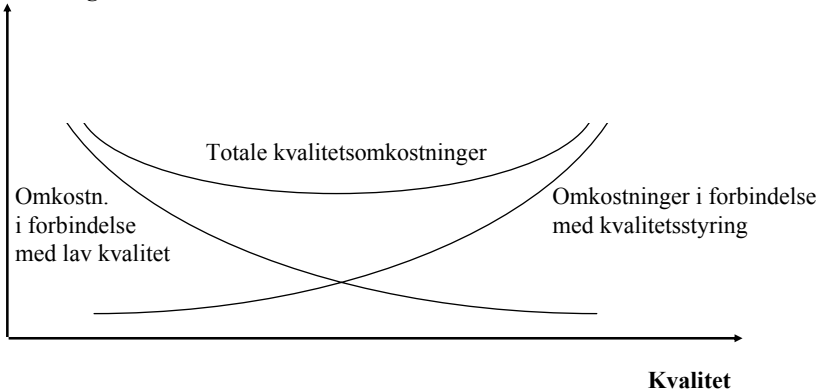 Totale kvalitetsomkostninger
Omkostn.
i forbindelse
med lav kvalitet
Omkostninger i forbindelse
med kvalitetsstyring
Kvalitet